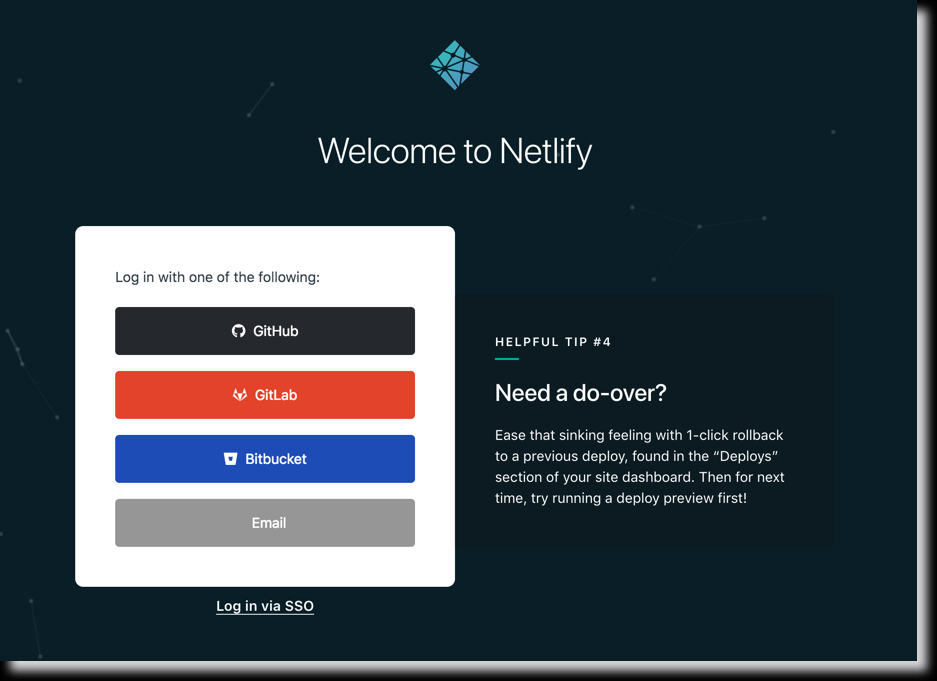 Welcome to Netlify
Log in with one of the following:
GitHub
GitLab
Bitbucket
Email
Log in via SSO
HELPFUL TIP #4
Need a do-over?
Ease that sinking feeling with 1-click rollback
to a previous deploy, found in the “Deploys”
section of your site dashboard. Then for next
time, try running a deploy preview first!